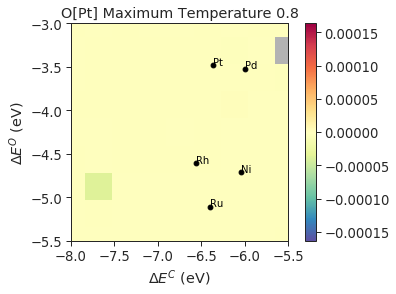 O[Pt] Maximum Temperature 0.8
ΔE^O (eV)
−3.0
−3.5
−4.0
−4.5
−5.0
−5.5
Pt
Pd
Rh
Ni
Ru
−8.0 −7.5 −7.0 −6.5 −6.0 −5.5
ΔE^C (eV)
0.00015
0.00010
0.00005
0.00000
−0.00005
−0.00010
−0.00015